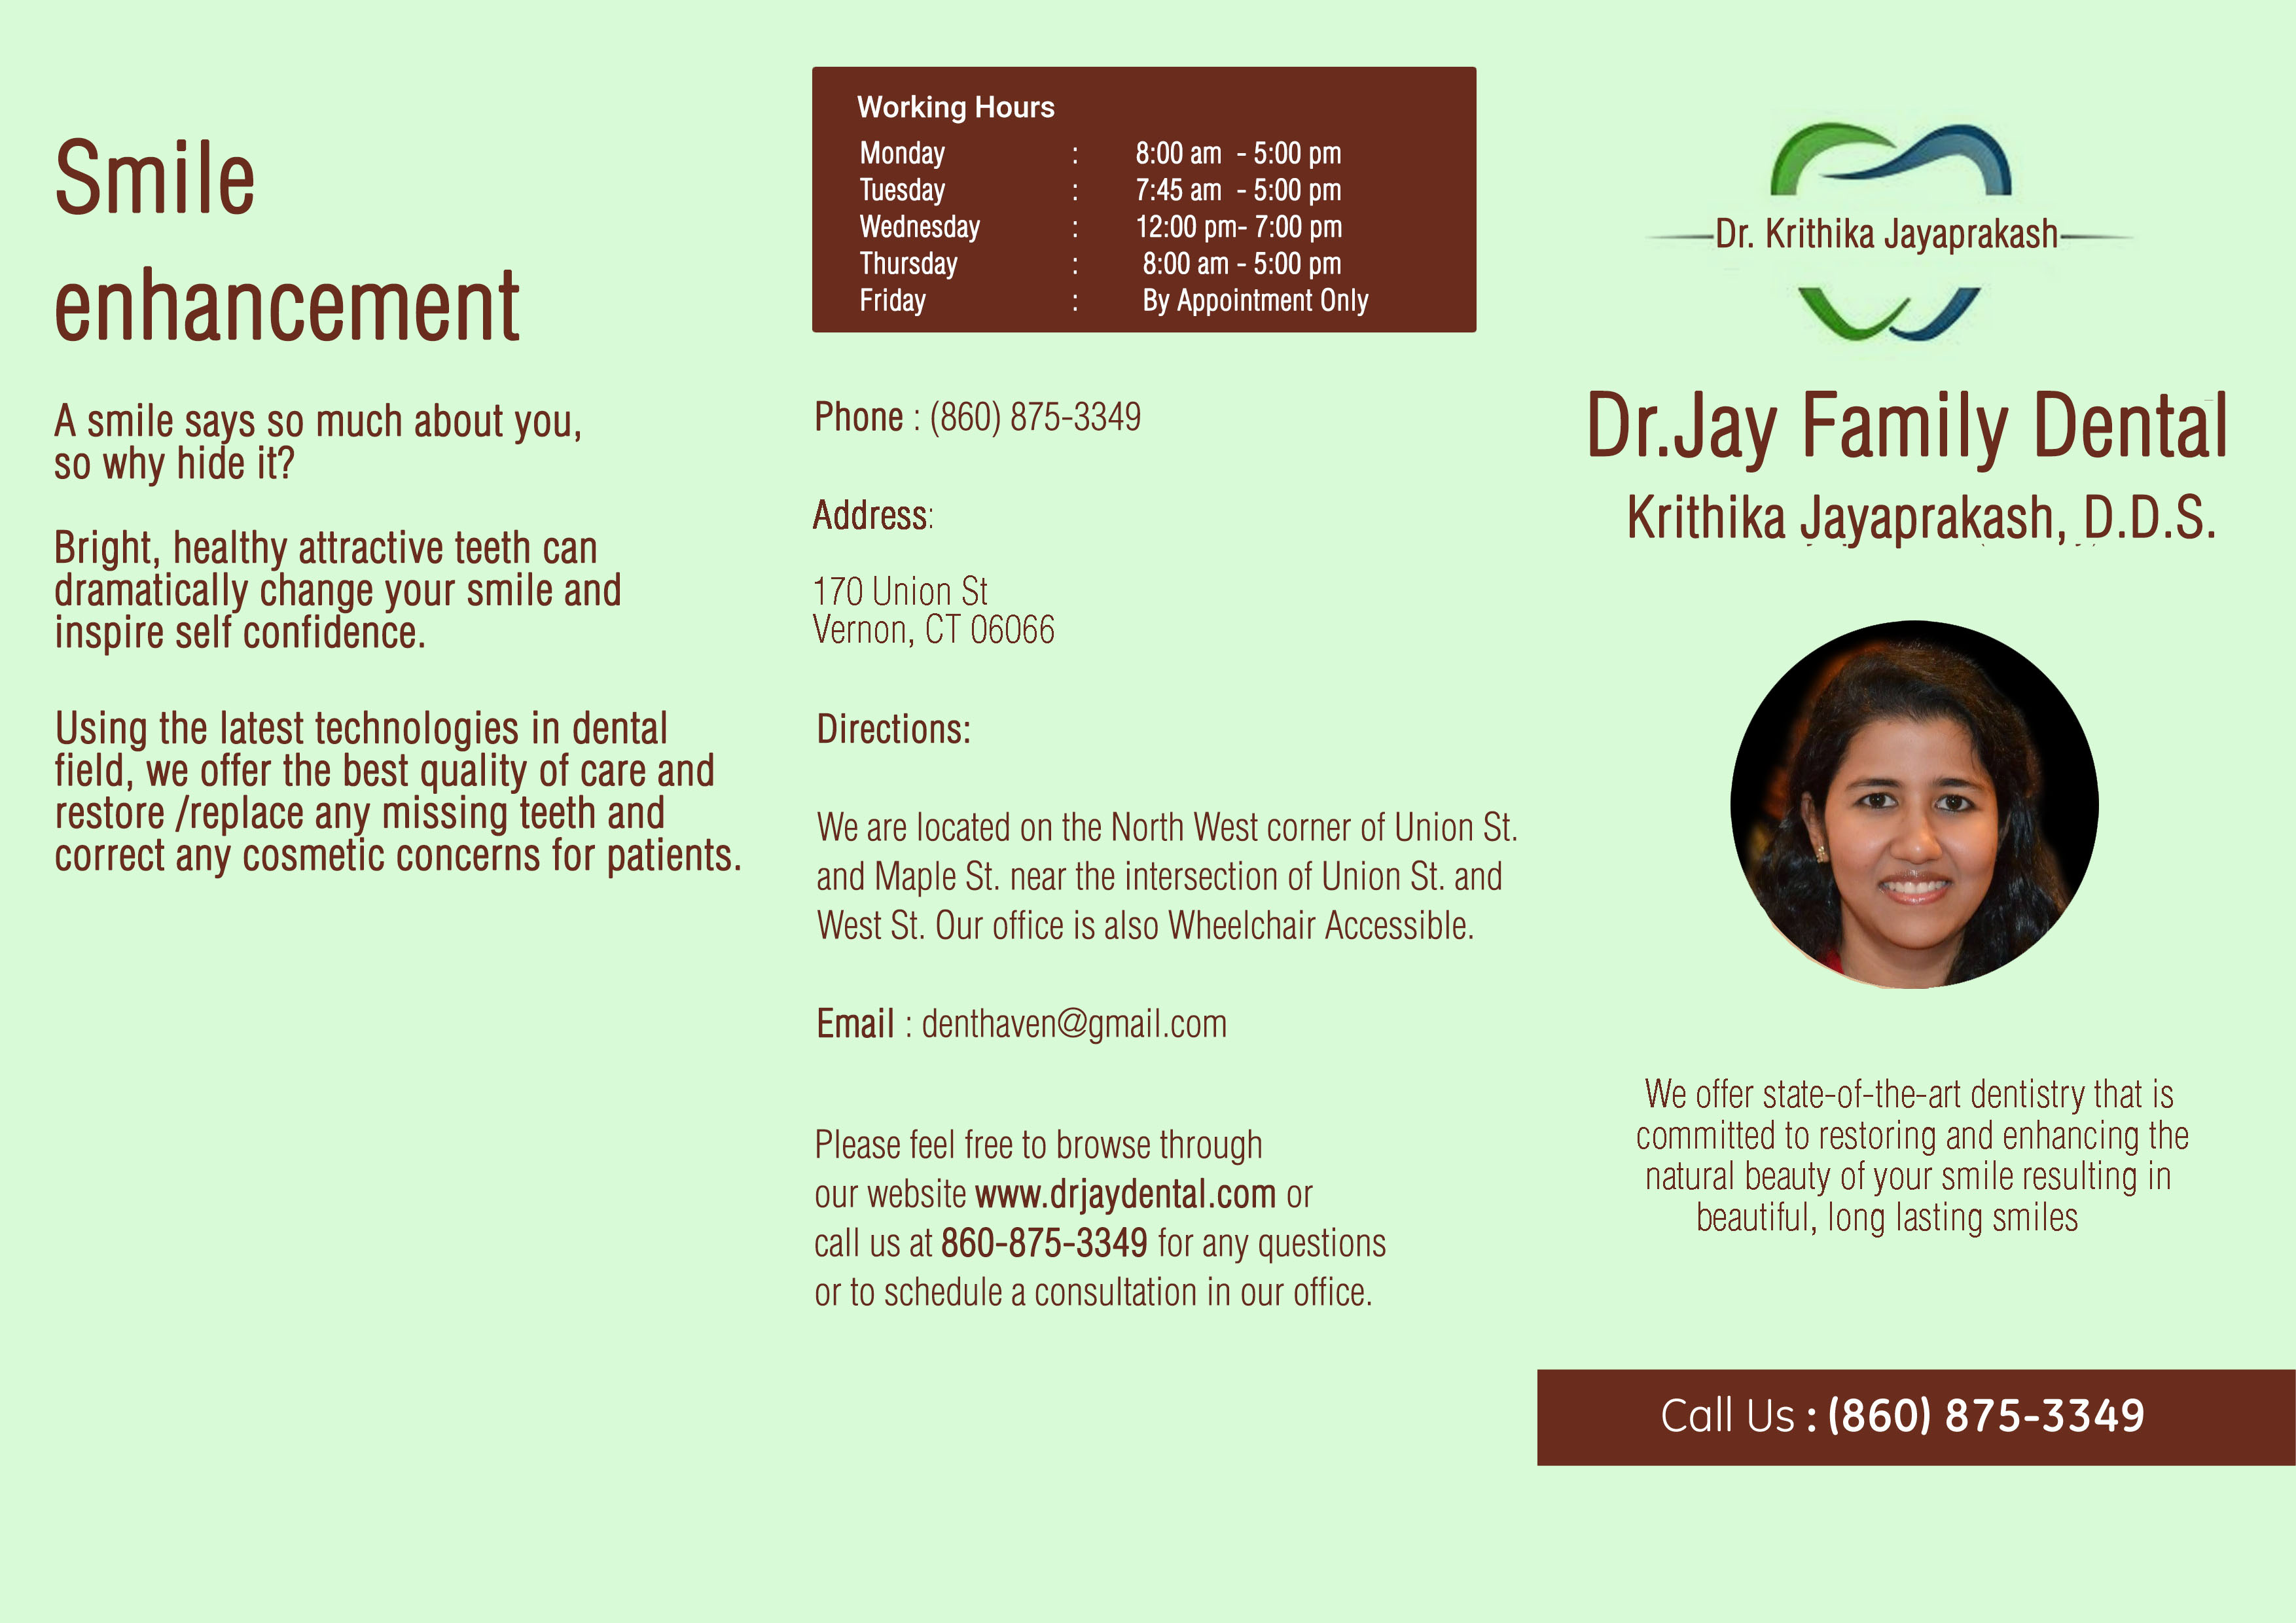 Smile
enhancement
A smile says so much about you,
so why hide it?
Bright, healthy attractive teeth can
dramatically change your smile and
inspire self confidence.
Using the latest technologies in dental
field, we offer the best quality of care and
restore /replace any missing teeth and
correct any cosmetic concerns for patients.
Working Hours
Monday : 8:00 am - 5:00 pm
Tuesday : 7:45 am - 5:00 pm
Wednesday : 12:00 pm- 7:00 pm
Thursday : 8:00 am - 5:00 pm
Friday : By Appointment Only
Phone : (860) 875-3349
Address:
170 Union St
Vernon, CT 06066
Directions:
We are located on the North West corner of Union St.
and Maple St. near the intersection of Union St. and
West St. Our office is also Wheelchair Accessible.
Email : denthaven@gmail.com
Please feel free to browse through
our website www.drjaydental.com or
call us at 860-875-3349 for any questions
or to schedule a consultation in our office.
Dr. Krithika Jayaprakash
Dr.Jay Family Dental
Krithika Jayaprakash, D.D.S.
We offer state-of-the-art dentistry that is
committed to restoring and enhancing the
natural beauty of your smile resulting in
beautiful, long lasting smiles
Call Us : (860) 875-3349